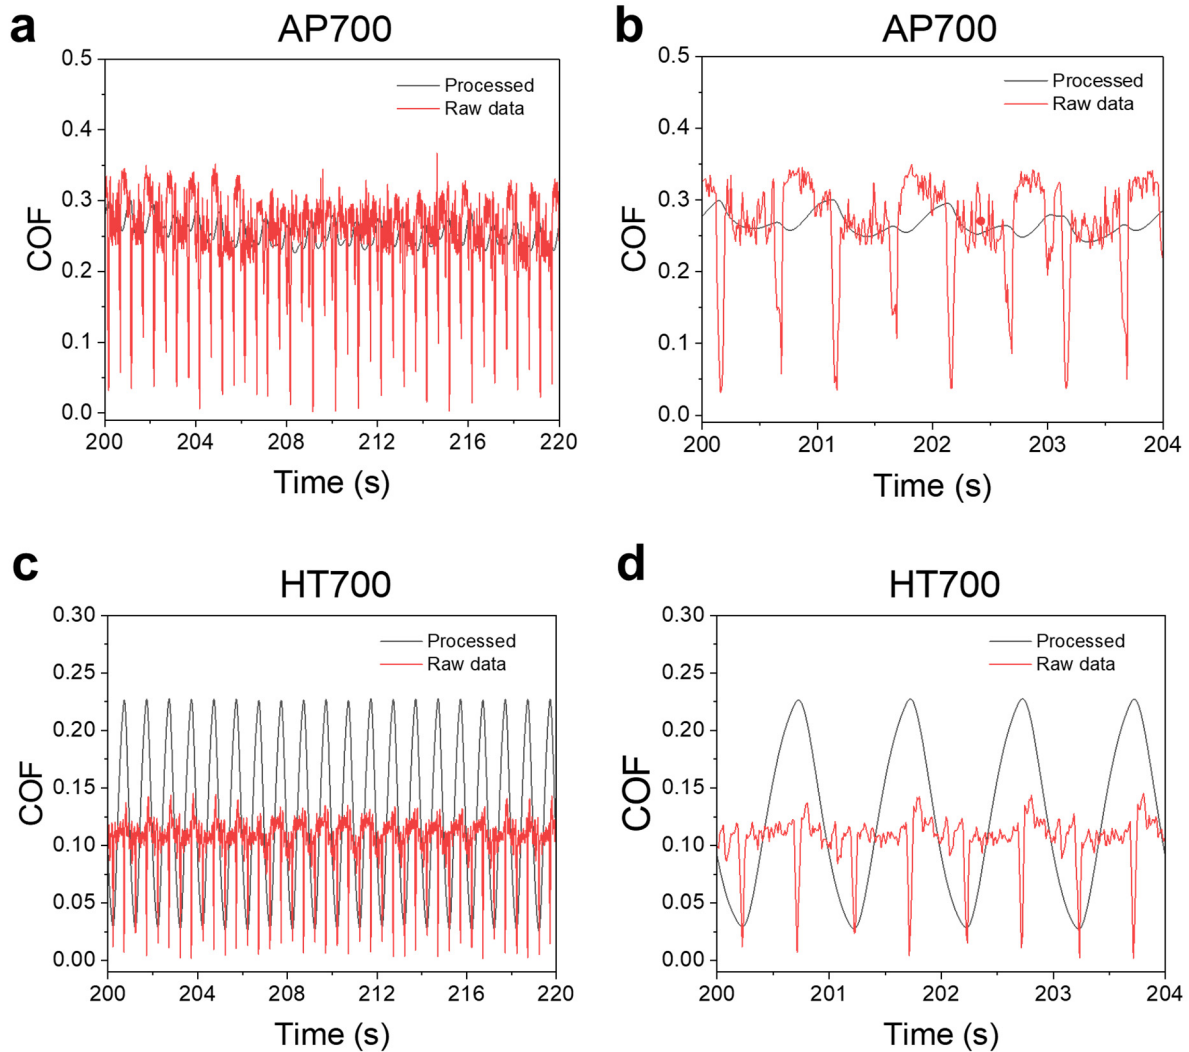 a
AP700
0.5
0.4
0.3
0.2
0.1
0.0
COF
Processed
Raw data
200 204 208 212 216 220
Time (s)
b
AP700
0.5
0.4
0.3
0.2
0.1
0.0
COF
Processed
Raw data
200 201 202 203 204
Time (s)
c
HT700
0.30
0.25
0.20
0.15
0.10
0.05
0.00
COF
Processed
Raw data
200 204 208 212 216 220
Time (s)
d
HT700
0.30
0.25
0.20
0.15
0.10
0.05
0.00
COF
Processed
Raw data
200 201 202 203 204
Time (s)